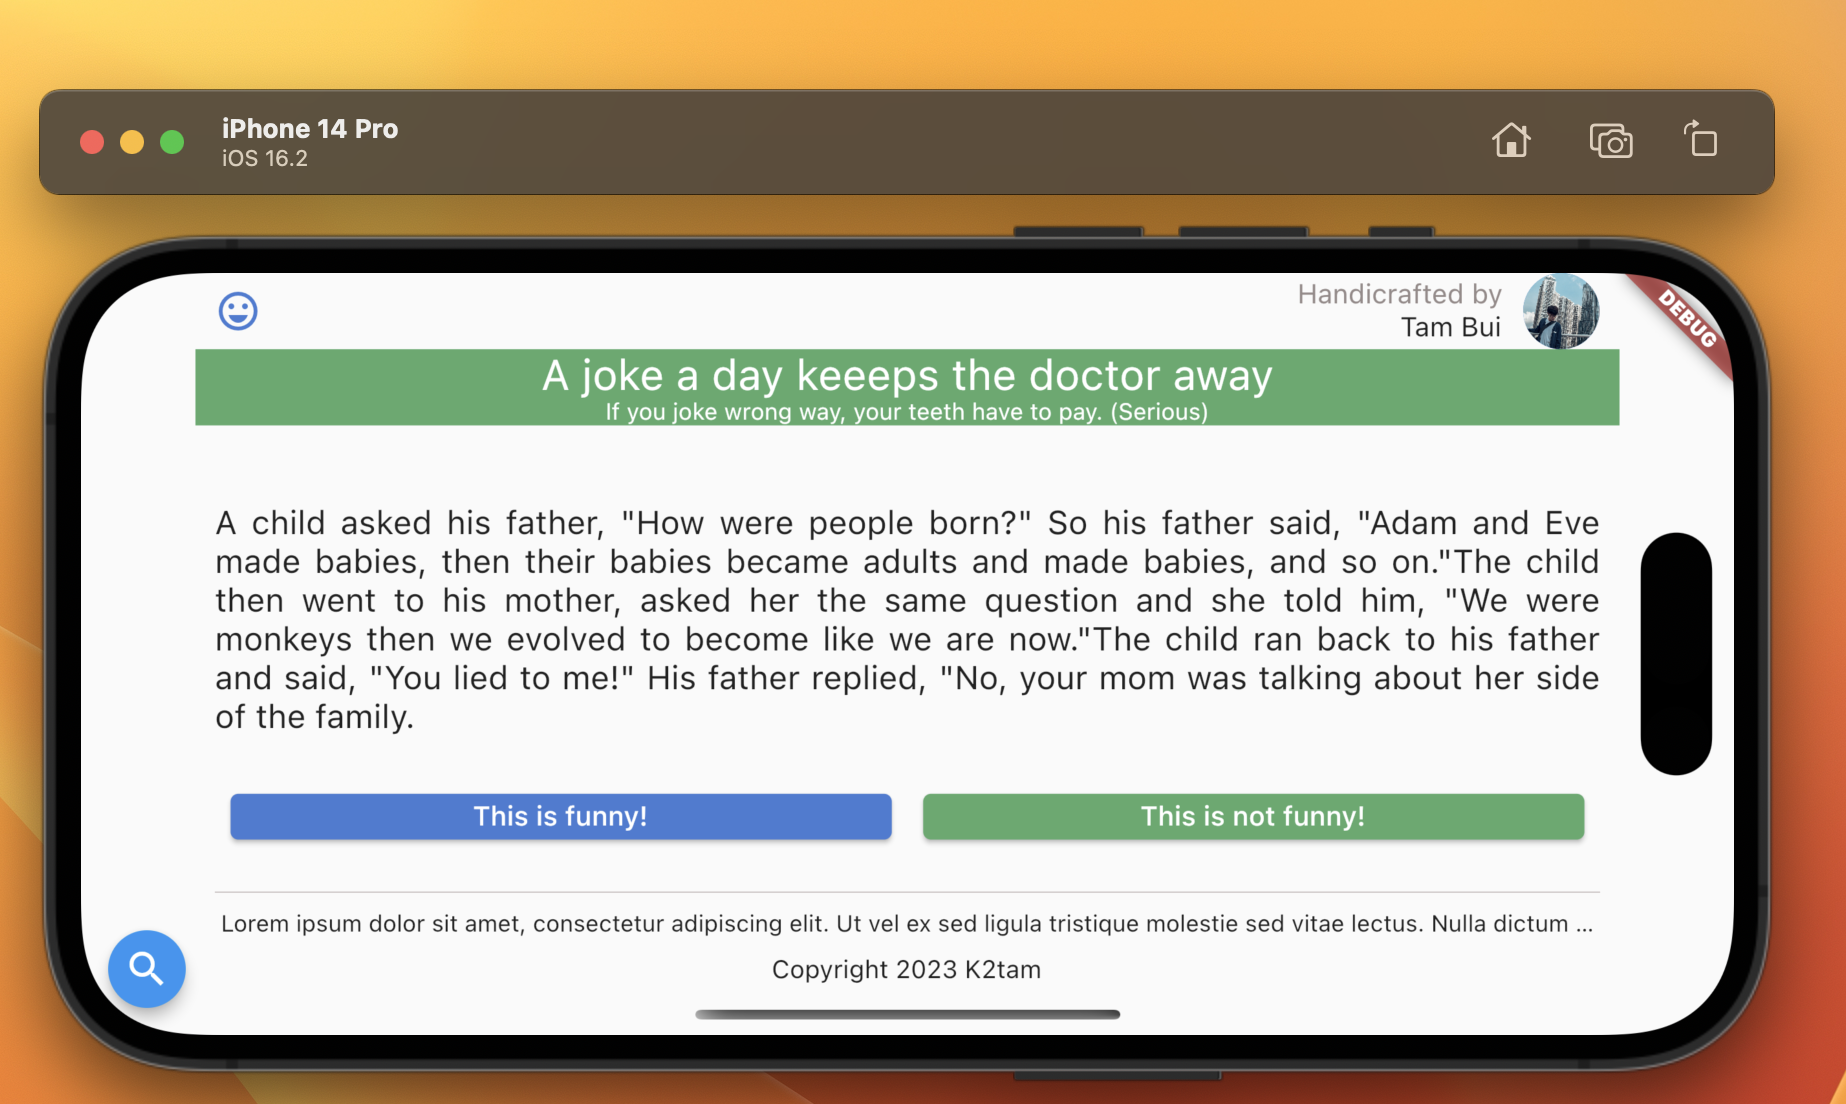 iPhone 14 Pro
iOS 16.2
Handicrafted by
Tam Bui
DEBUG
A joke a day keeeps the doctor away
If you joke wrong way, your teeth have to pay. (Serious)
A child asked his father, "How were people born?" So his father said, "Adam and Eve
made babies, then their babies became adults and made babies, and so on."The child
then went to his mother, asked her the same question and she told him, "We were
monkeys then we evolved to become like we are now."The child ran back to his father
and said, "You lied to me!" His father replied, "No, your mom was talking about her side
of the family.
This is funny!
This is not funny!
Lorem ipsum dolor sit amet, consectetur adipiscing elit. Ut vel ex sed ligula tristique molestie sed vitae lectus. Nulla dictum ...
Copyright 2023 K2tam